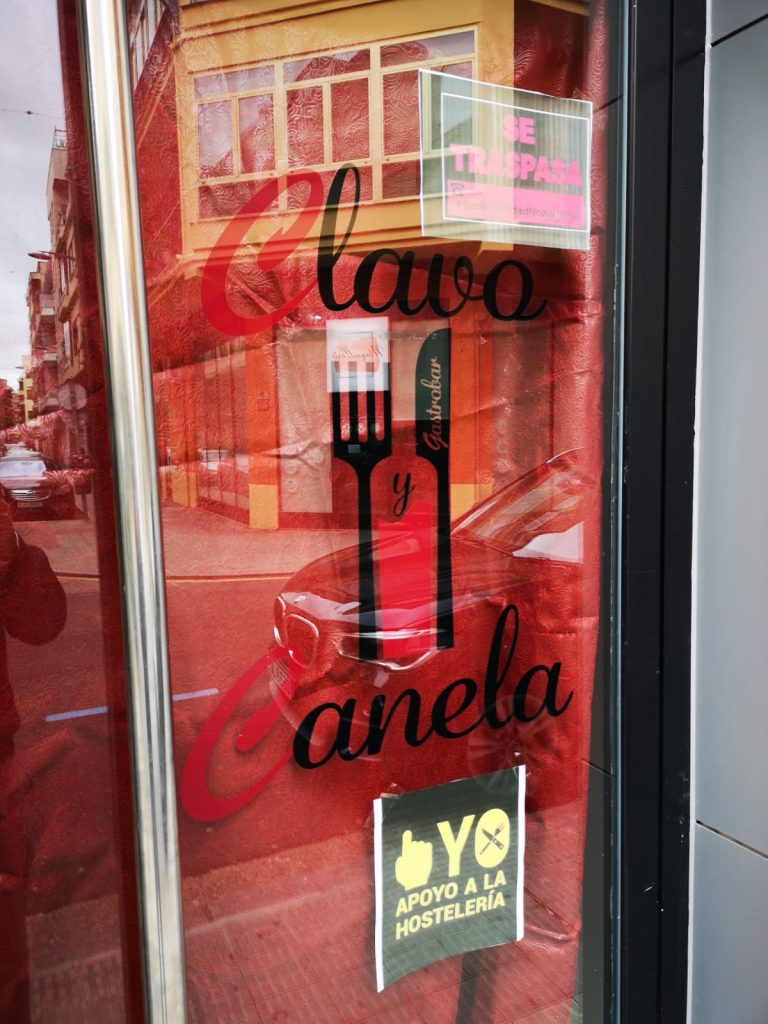 SE
TRASPASA
Clavo
Gastrobar
y
Canela
YO
APOYO A LA
HOSTELERÍA